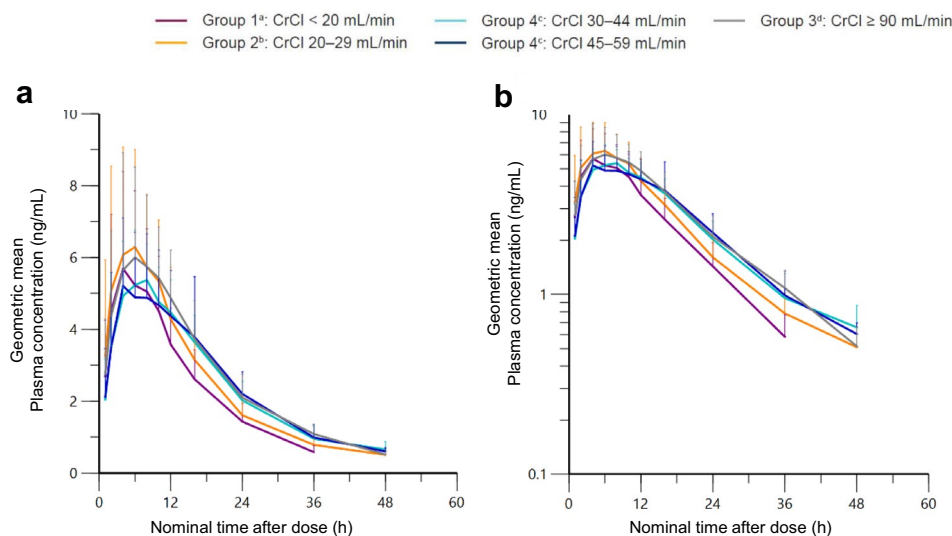 Group 1ᵃ: CrCl < 20 mL/min
Group 4ᶜ: CrCl 30–44 mL/min
Group 3ᵈ: CrCl ≥ 90 mL/min
Group 2ᵇ: CrCl 20–29 mL/min
Group 4ᶜ: CrCl 45–59 mL/min
a
Geometric mean
Plasma concentration (ng/mL)
10
8
6
4
2
0
0 12 24 36 48 60
Nominal time after dose (h)
b
Geometric mean
Plasma concentration (ng/mL)
10
1
0.1
0 12 24 36 48 60
Nominal time after dose (h)